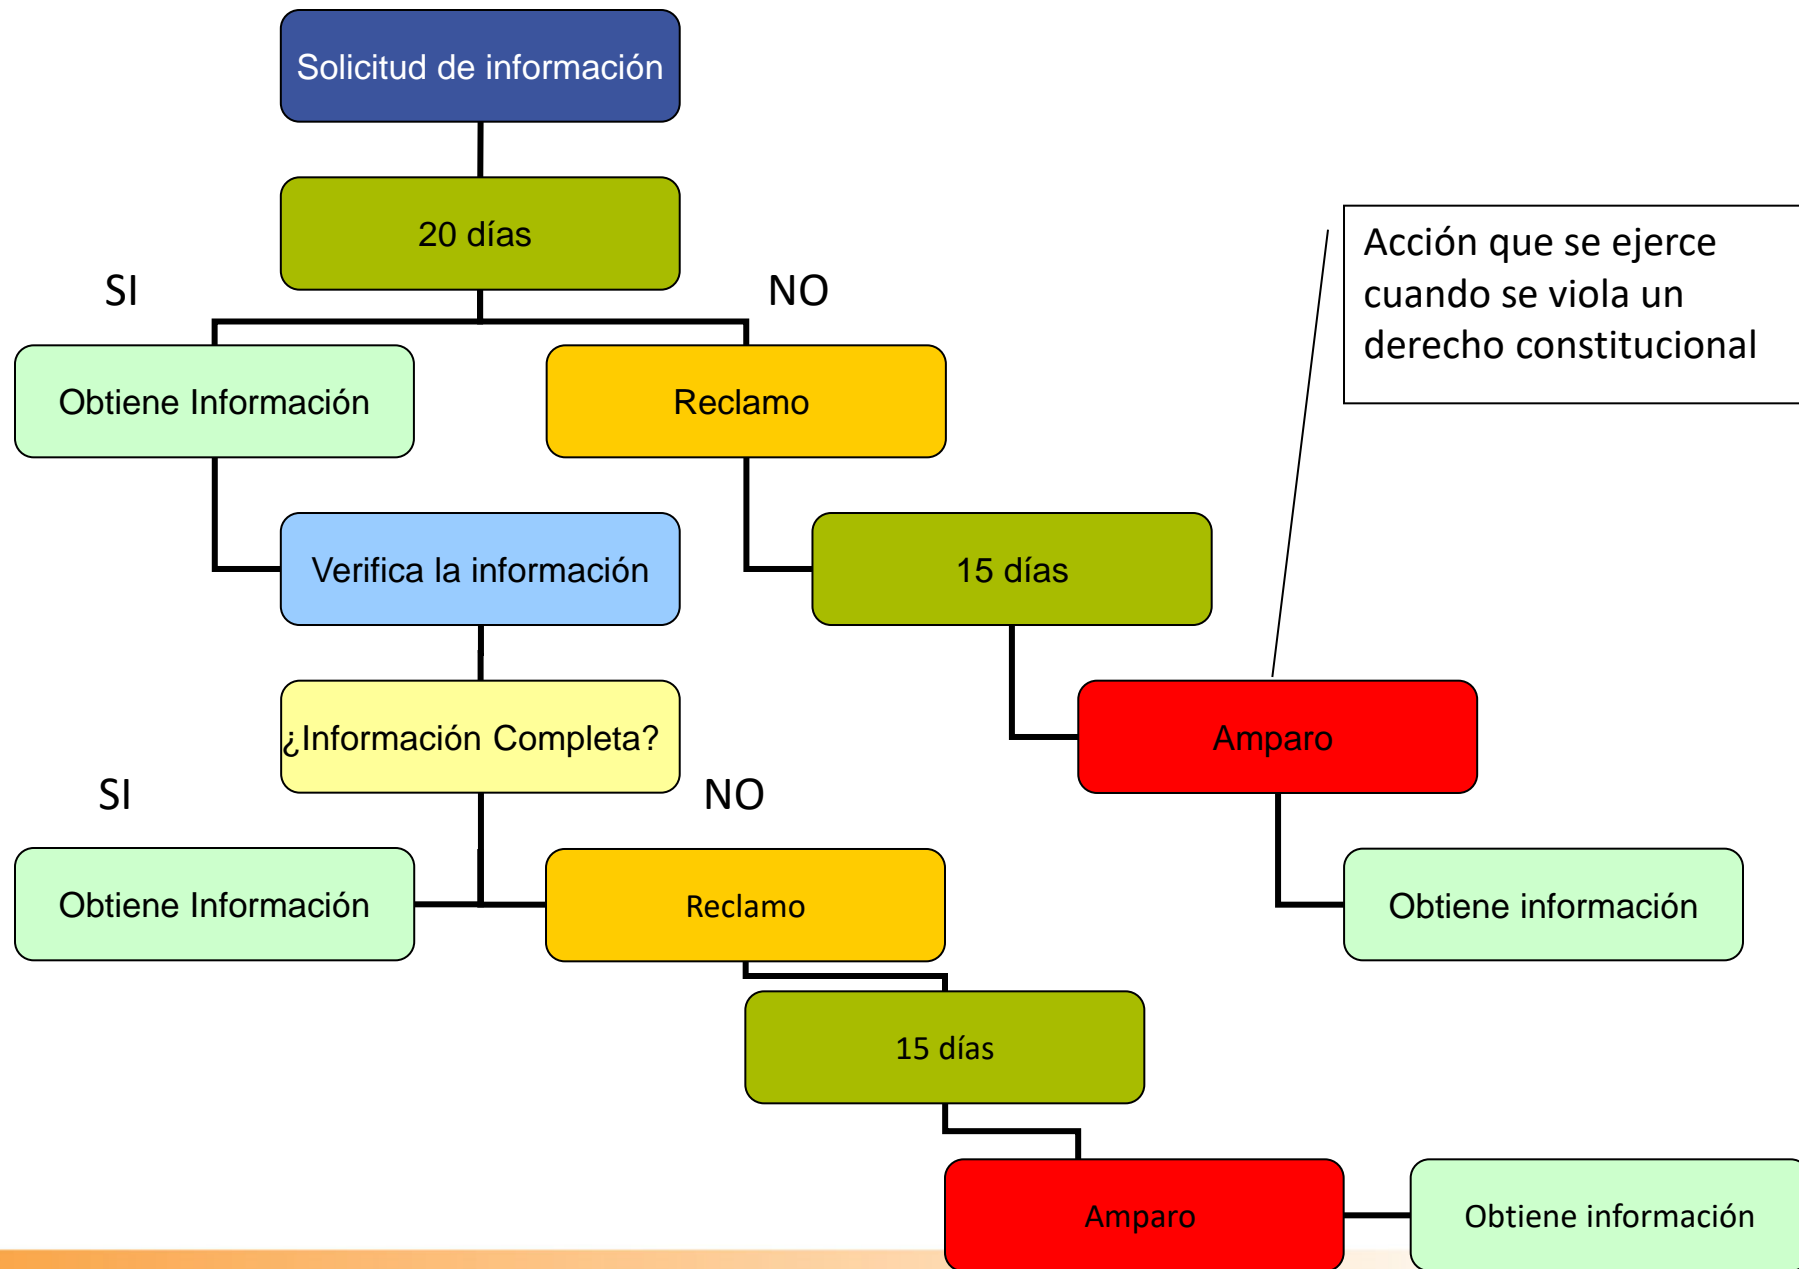 Solicitud de información
20 días
Acción que se ejerce
cuando se viola un
derecho constitucional
SI
NO
Obtiene Información
Reclamo
Verifica la información
15 días
¿Información Completa?
Amparo
SI
NO
Obtiene Información
Reclamo
Obtiene información
15 días
Amparo
Obtiene información